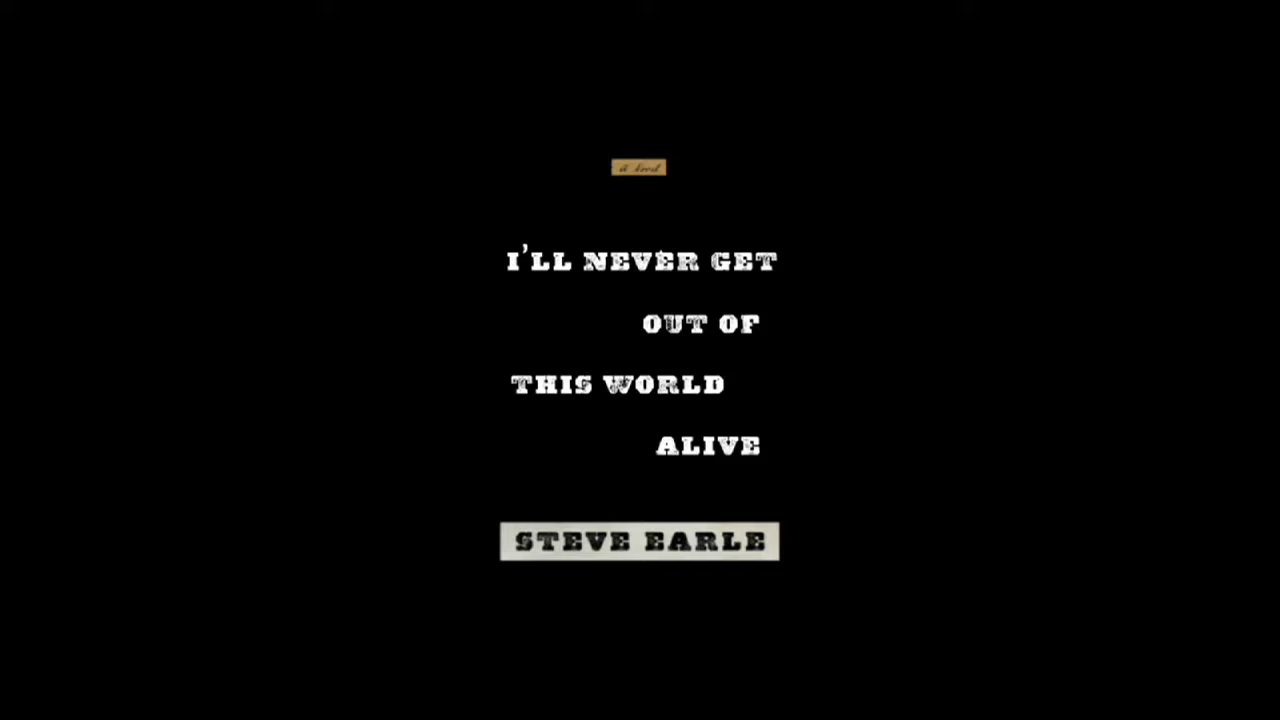 I'LL NEVER GET
OUT OF
THIS WORLD
ALIVE
STEVE EARLE